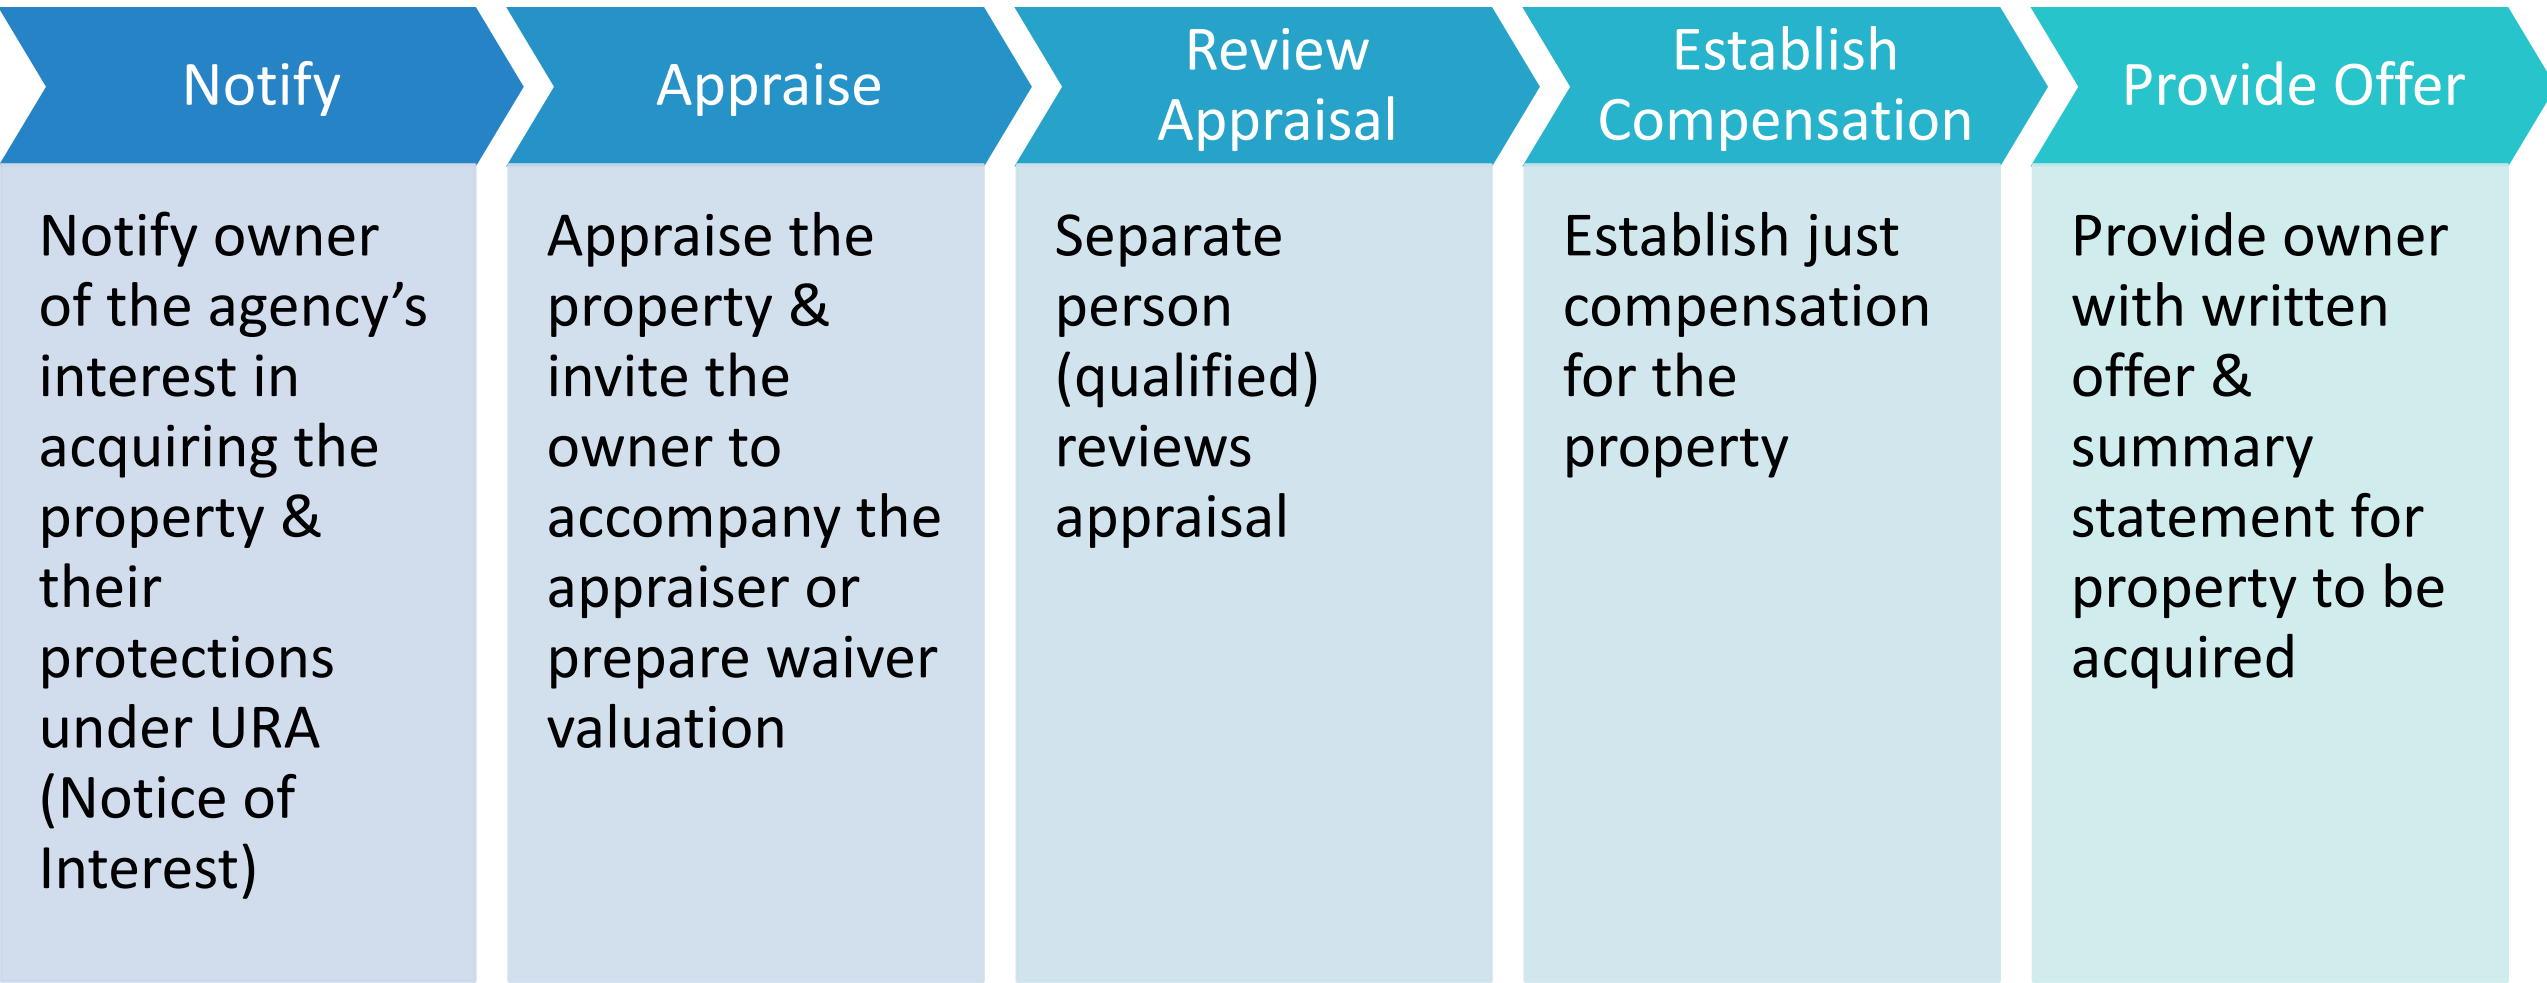 Notify
Notify owner
of the agency’s
interest in
acquiring the
property &
their
protections
under URA
(Notice of
Interest)
Appraise
Appraise the
property &
invite the
owner to
accompany the
appraiser or
prepare waiver
valuation
Review
Appraisal
Separate
person
(qualified)
reviews
appraisal
Establish
Compensation
Establish just
compensation
for the
property
Provide Offer
Provide owner
with written
offer &
summary
statement for
property to be
acquired